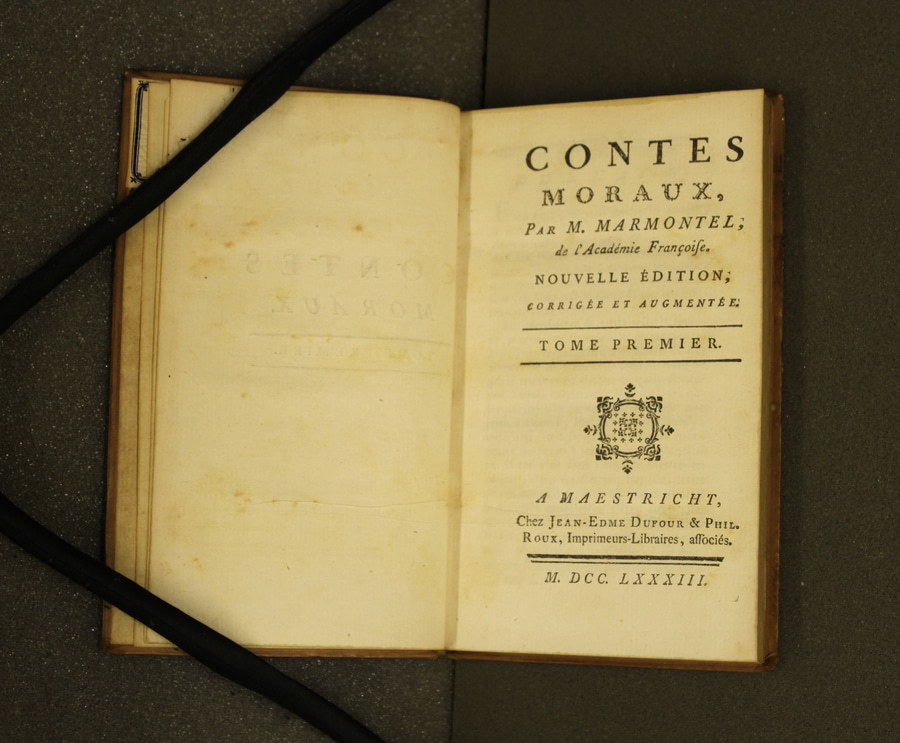 CONTES
MORAUX,
PAR M. MARMONTEL;
de l'Académie Françoiſe.
NOUVELLE ÉDITION,
CORRIGÉE ET AUGMENTÉE.
TOME PREMIER.
A MAESTRICHT,
Chez JEAN-EDME DUFOUR & PHIL.
ROUX, Imprimeurs-Libraires, aſſociés.
M. DCC. LXXXIII.